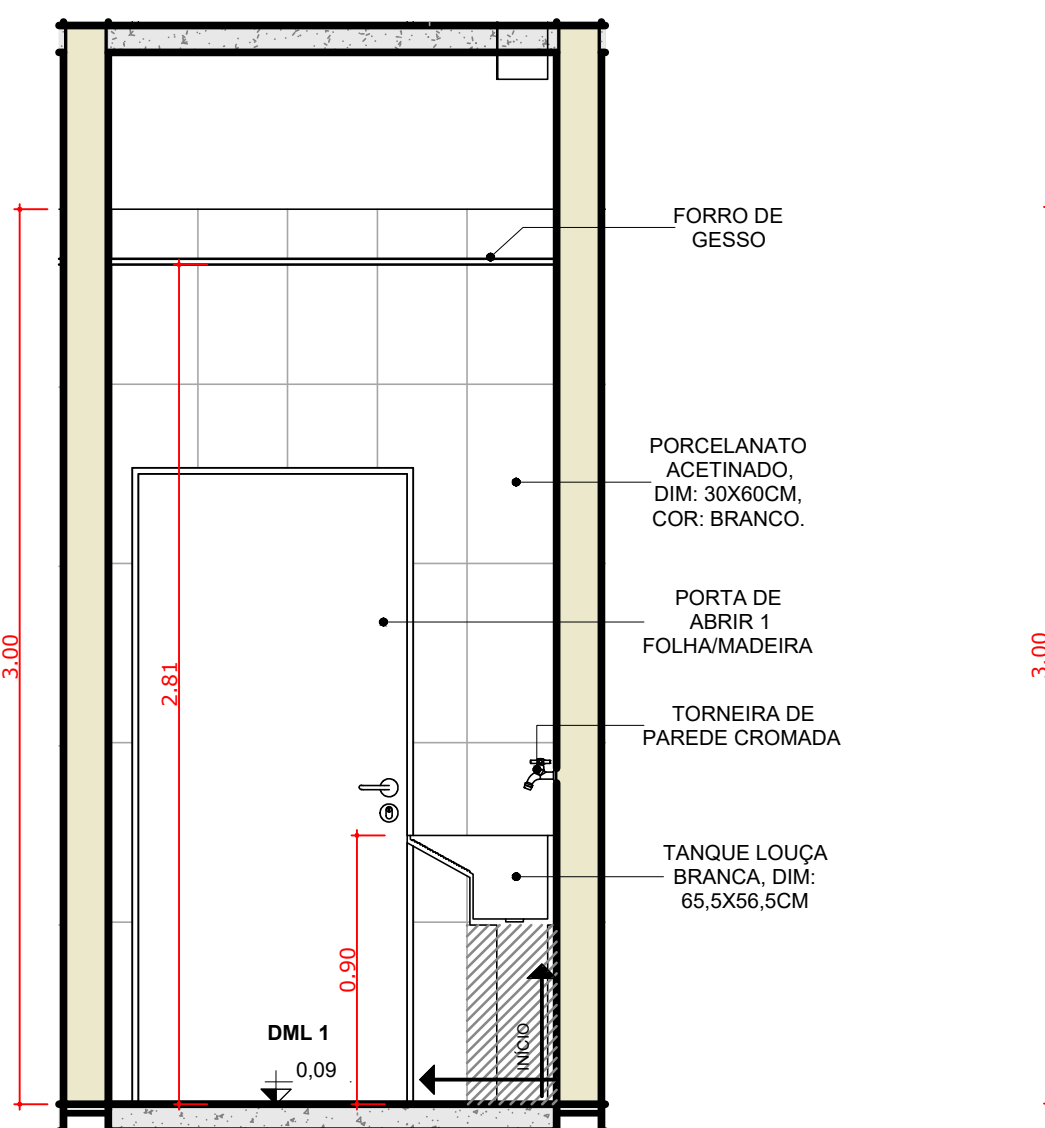 FORRO DE
GESSO
PORCELANATO
ACETINADO,
DIM: 30X60CM,
COR: BRANCO.
PORTA DE
ABRIR 1
FOLHA/MADEIRA
3.00
2.81
3.00
TORNEIRA DE
PAREDE CROMADA
TANQUE LOUÇA
BRANCA, DIM:
65,5X56,5CM
0.90
DML 1
0,09
INÍCIO